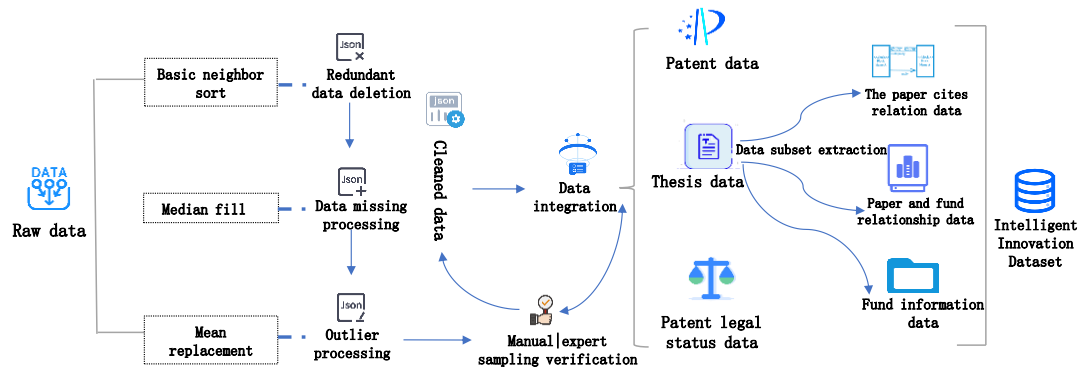 DATA
Raw data
Basic neighbor
sort
Median fill
Mean
replacement
Json
Redundant
data deletion
Json
Data missing
processing
Json
Outlier
processing
json
Cleaned data
Manual|expert
sampling verification
Data
integration
Patent data
Thesis data
Patent legal
status data
Data subset extraction
The paper cites
relation data
Paper and fund
relationship data
Fund information
data
Intelligent
Innovation
Dataset